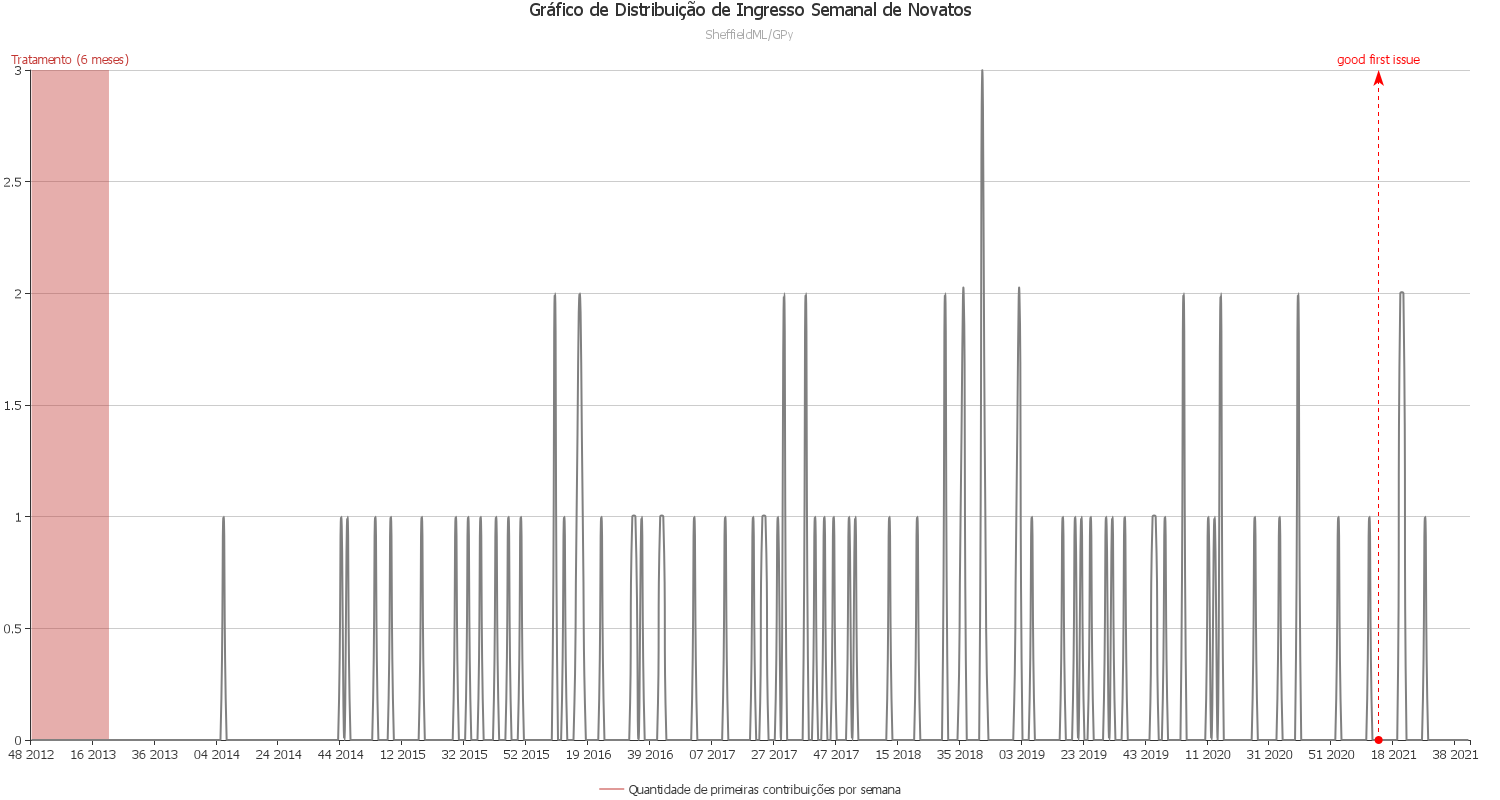 Gráfico de Distribuição de Ingresso Semanal de Novatos
SheffieldML/GPy
Tratamento (6 meses)
good first issue
3
2.5
2
1.5
1
0.5
0
48 2012 16 2013 36 2013 04 2014 24 2014 44 2014 12 2015 32 2015 52 2015 19 2016 39 2016 07 2017 27 2017 47 2017 15 2018 35 2018 03 2019 23 2019 43 2019 11 2020 31 2020 51 2020 18 2021 38 2021
Quantidade de primeiras contribuições por semana